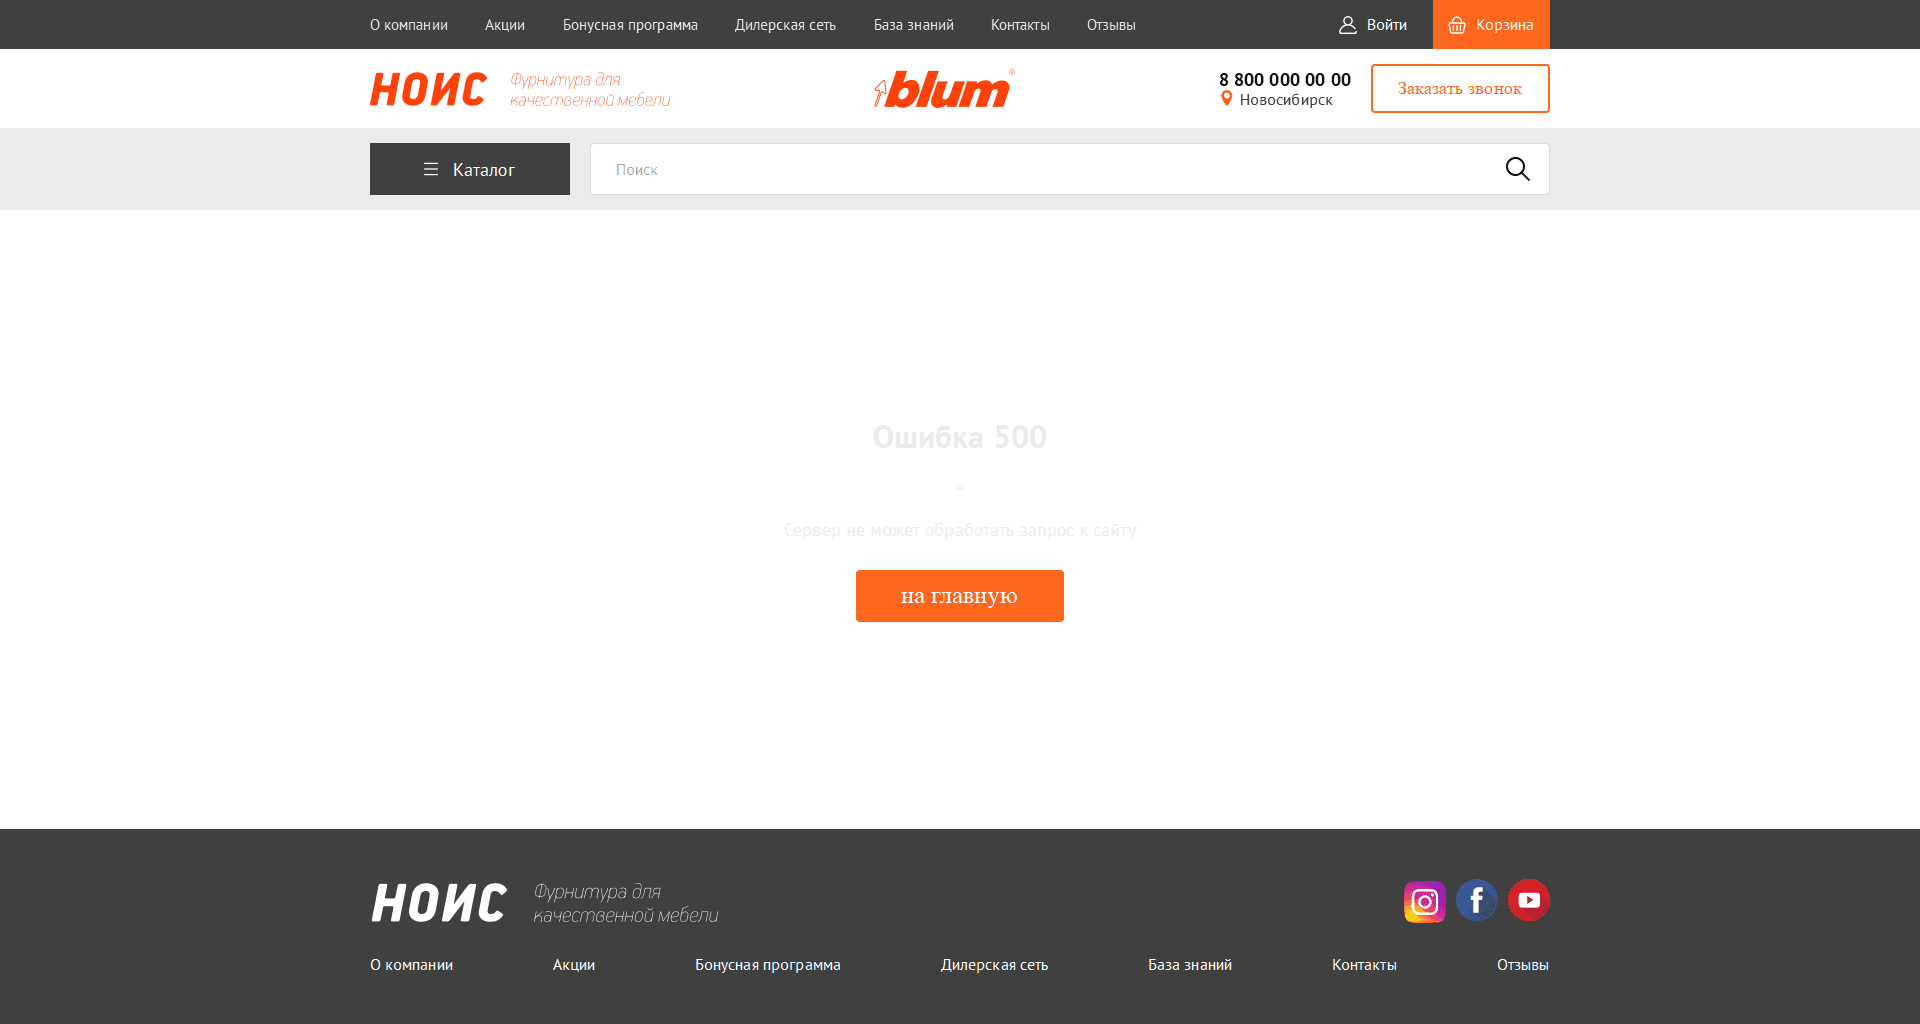 О компании
Акции
Бонусная программа
Дилерская сеть
База знаний
Контакты
Отзывы
Войти
Корзина
НОИС
Фурнитура для
качественной мебели
blum®
8 800 000 00 00
Новосибирск
Заказать звонок
Каталог
Поиск
Ошибка 500
Сервер не может обработать запрос к сайту
на главную
НОИС
Фурнитура для
качественной мебели
О компании
Акции
Бонусная программа
Дилерская сеть
База знаний
Контакты
Отзывы